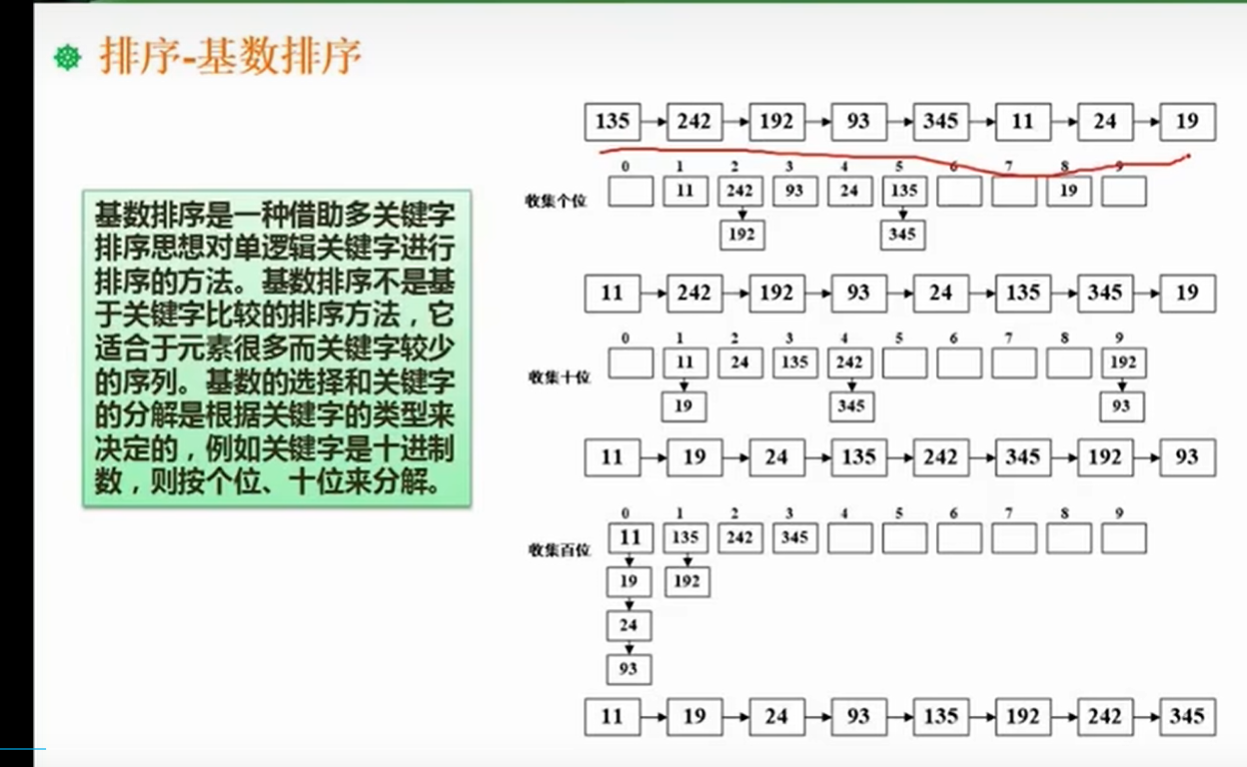 排序-基数排序
基数排序是一种借助多关键字
排序思想对单逻辑关键字进行
排序的方法。基数排序不是基
于关键字比较的排序方法，它
适合于元素很多而关键字较少
的序列。基数的选择和关键字
的分解是根据关键字的类型来
决定的，例如关键字是十进制
数，则按个位、十位来分解。
135 242 192 93 345 11 24 19
0 1 2 3 4 5 6 7 8 9
收集个位 11 242 93 24 135 19
192 345
11 242 192 93 24 135 345 19
0 1 2 3 4 5 6 7 8 9
收集十位 11 24 135 242 192
19 345 93
11 19 24 135 242 345 192 93
0 1 2 3 4 5 6 7 8 9
收集百位 11 135 242 345
19 192
24
93
11 19 24 93 135 192 242 345